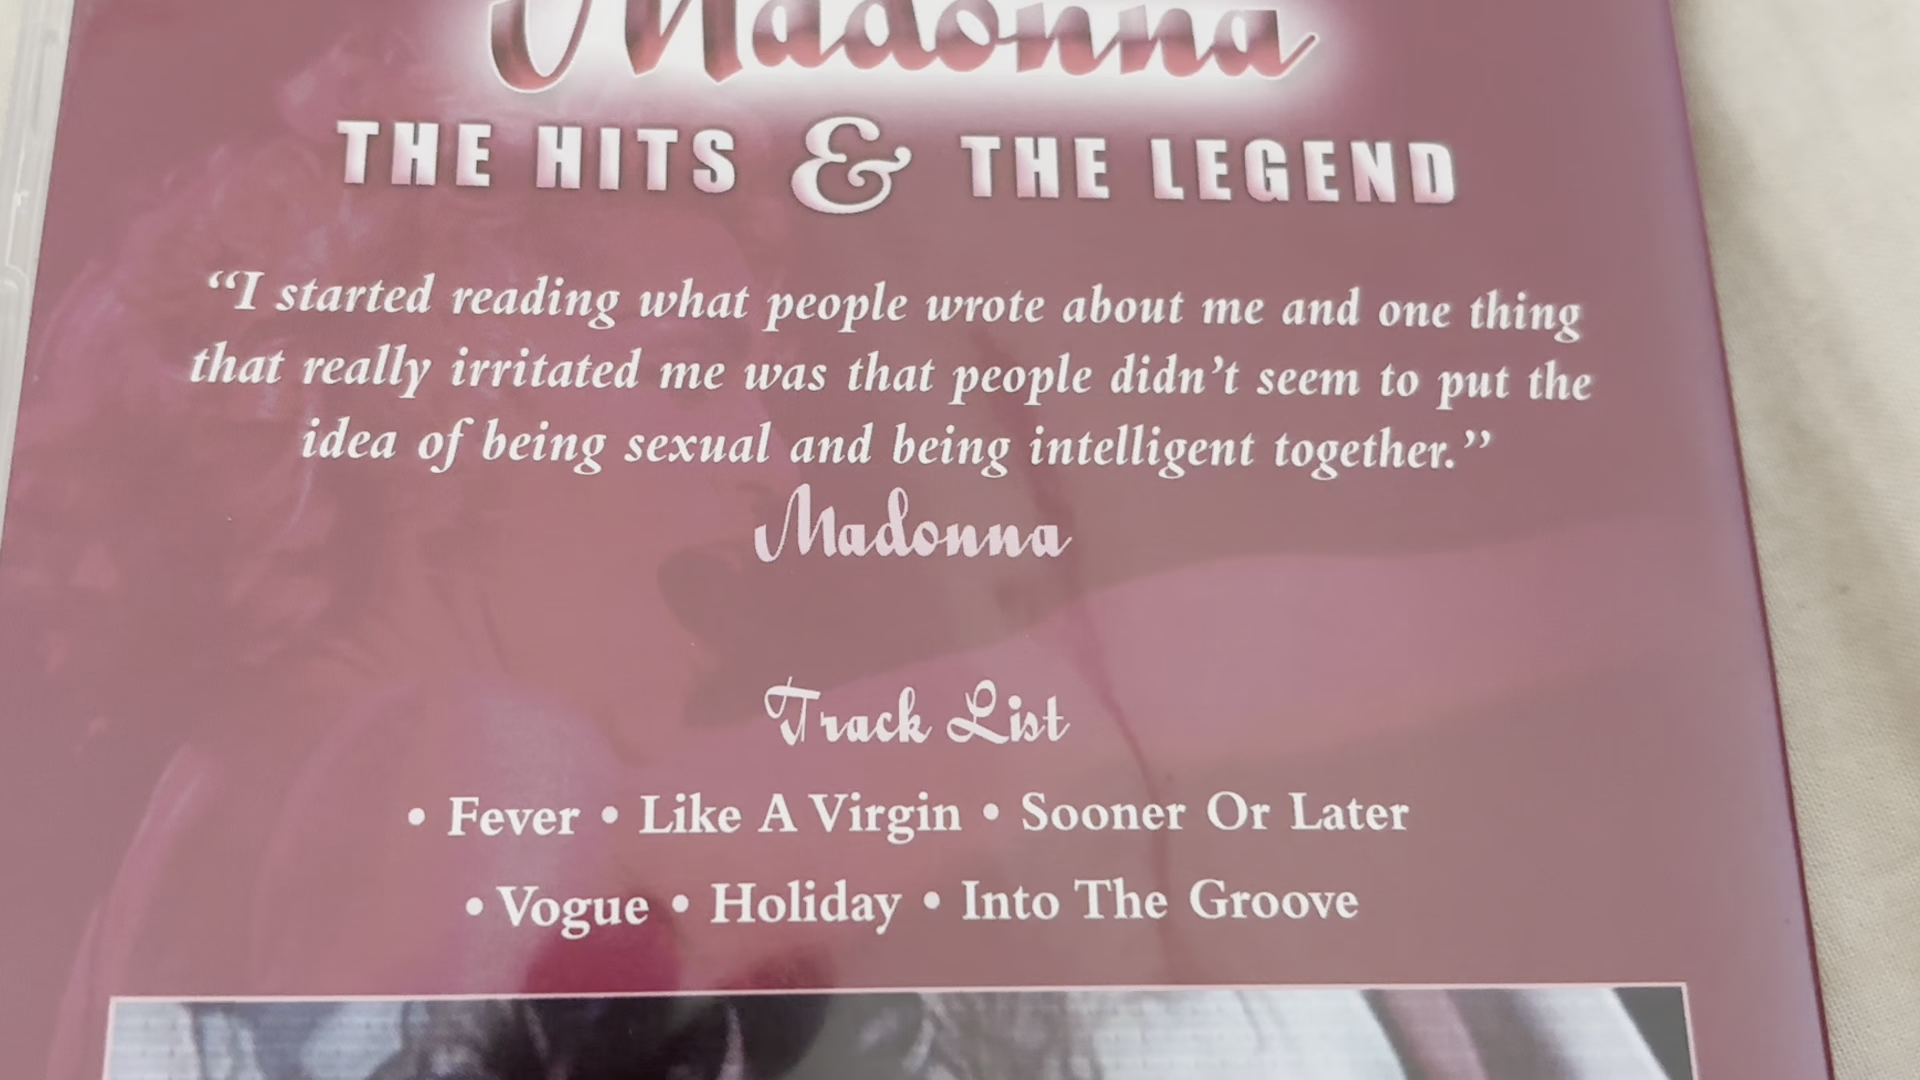 Madonna
THE HITS & THE LEGEND
“I started reading what people wrote about me and one thing
that really irritated me was that people didn’t seem to put the
idea of being sexual and being intelligent together.”
Madonna
Track List
• Fever • Like A Virgin • Sooner Or Later
• Vogue • Holiday • Into The Groove